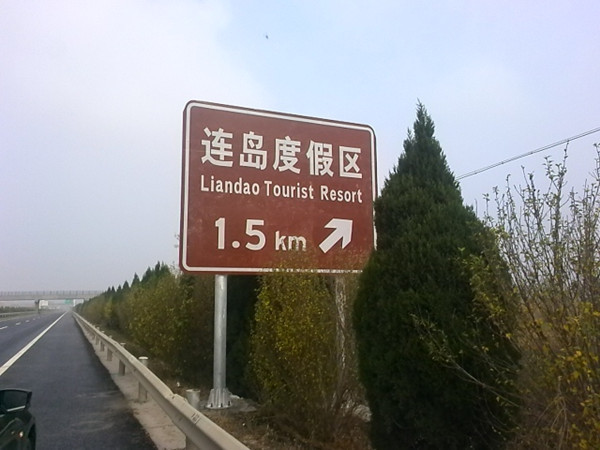 连岛度假区
Liandao Tourist Resort
1.5 km